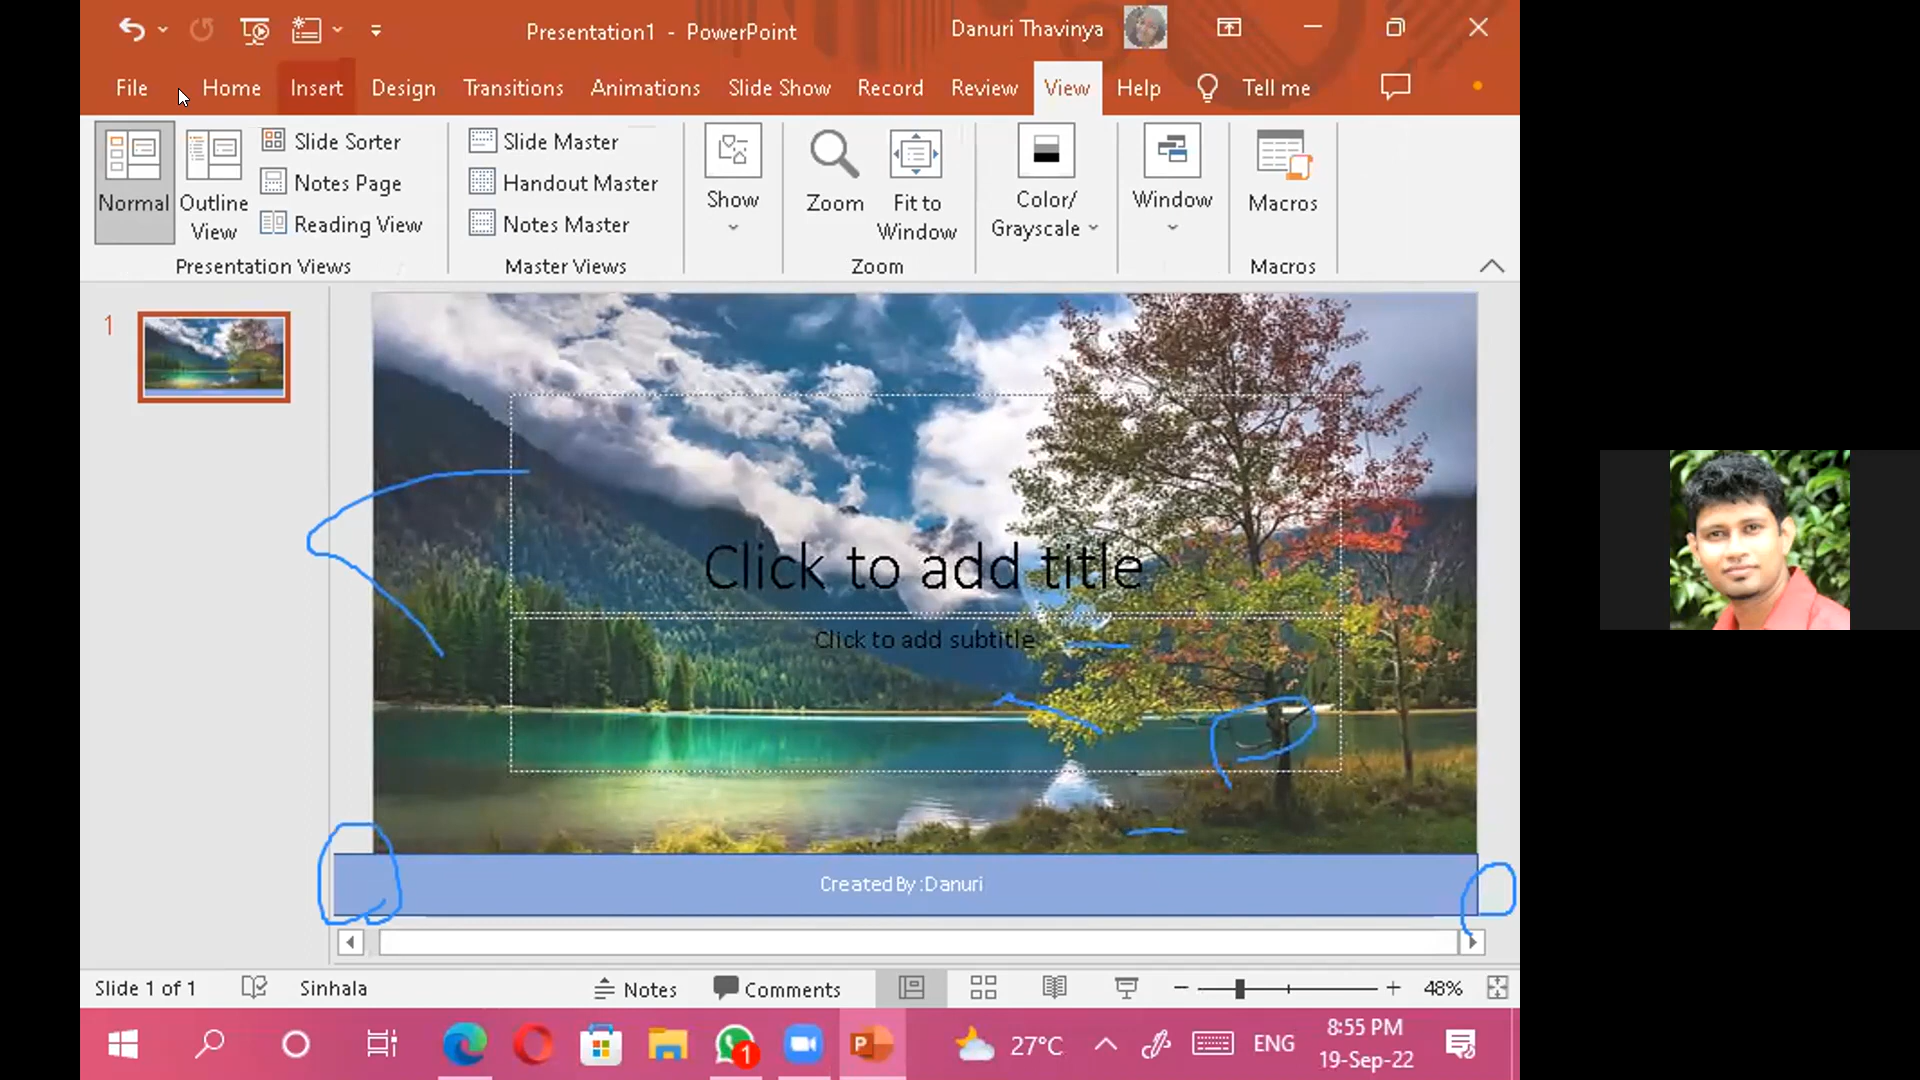 Presentation1 - PowerPoint
Danuri Thavinya
File Home Insert Design Transitions Animations Slide Show Record Review View Help Tell me
Normal
Outline View
Slide Sorter
Notes Page
Reading View
Presentation Views
Slide Master
Handout Master
Notes Master
Master Views
Show
Zoom
Fit to Window
Zoom
Color/ Grayscale
Window
Macros
Macros
1
Click to add title
Click to add subtitle
Created By :Danuri
Slide 1 of 1 Sinhala Notes Comments 48%
1
27°C ENG
8:55 PM
19-Sep-22